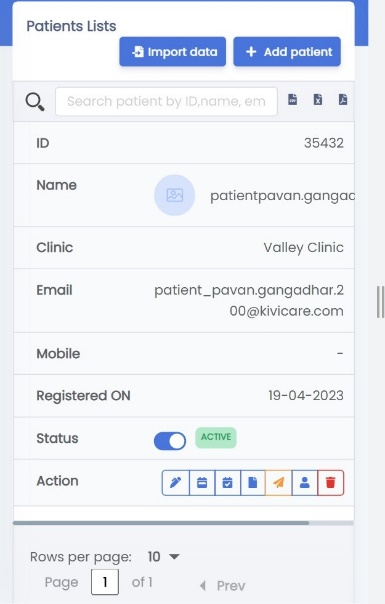 Patients Lists
Import data
Add patient
Search patient by ID,name, em
ID 35432
Name patientpavan.gangad
Clinic Valley Clinic
Email patient_pavan.gangadhar.2
00@kivicare.com
Mobile -
Registered ON 19-04-2023
Status ACTIVE
Action
Rows per page: 10
Page 1 of 1 Prev